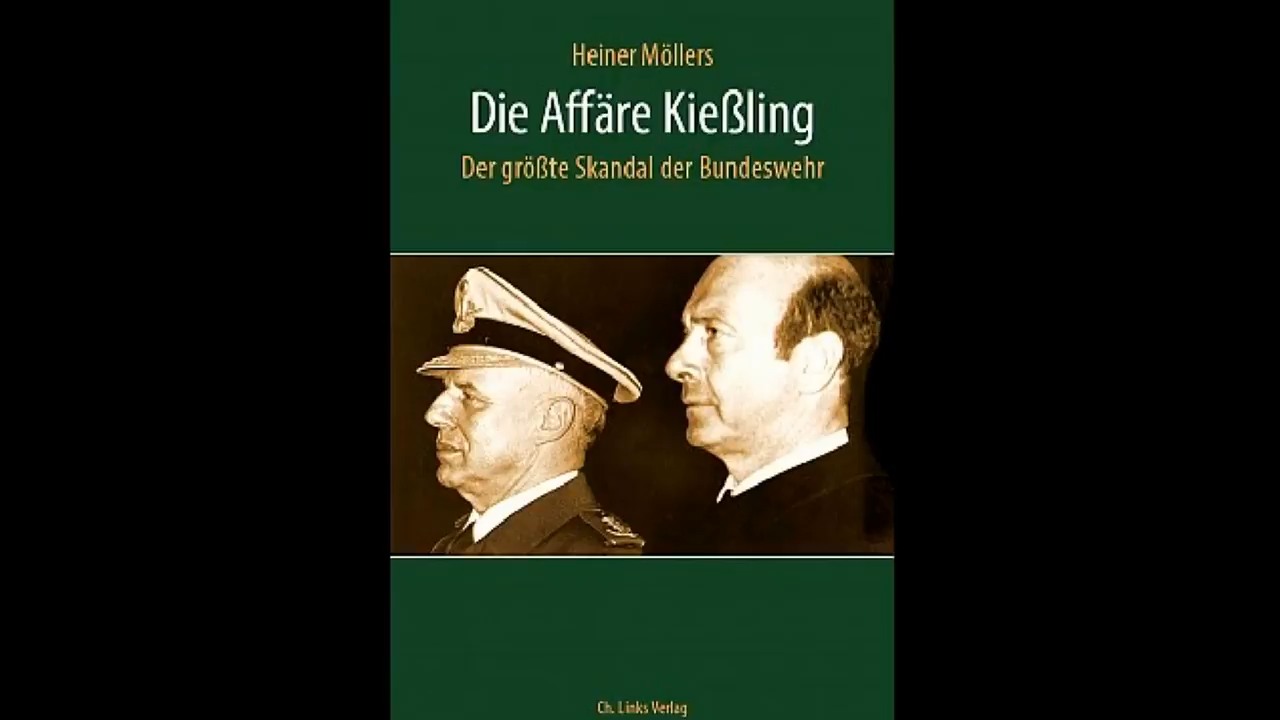 Heiner Möllers
Die Affäre Kießling
Der größte Skandal der Bundeswehr
Ch. Links Verlag